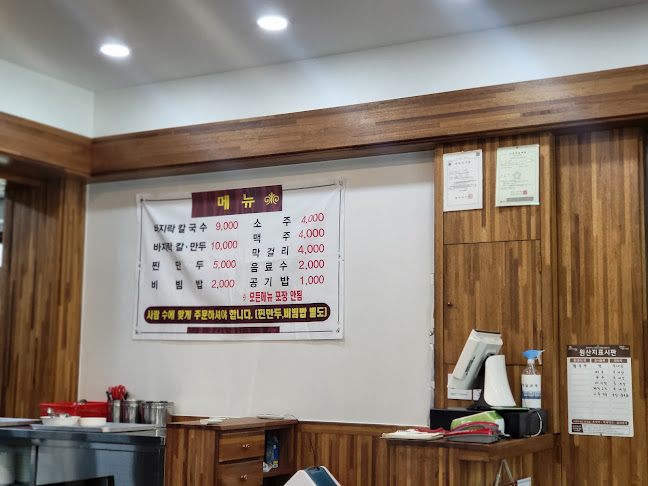 메뉴
바지락 칼국수 9,000
바지락 칼·만두 10,000
찐만두 5,000
비빔밥 2,000
소주 4,000
맥주 4,000
막걸리 4,000
음료수 2,000
공기밥 1,000
※ 모든메뉴 포장 안됨
사람 수에 맞게 주문하셔야 합니다. (찐만두,비빔밥 별도)
원산지표시판